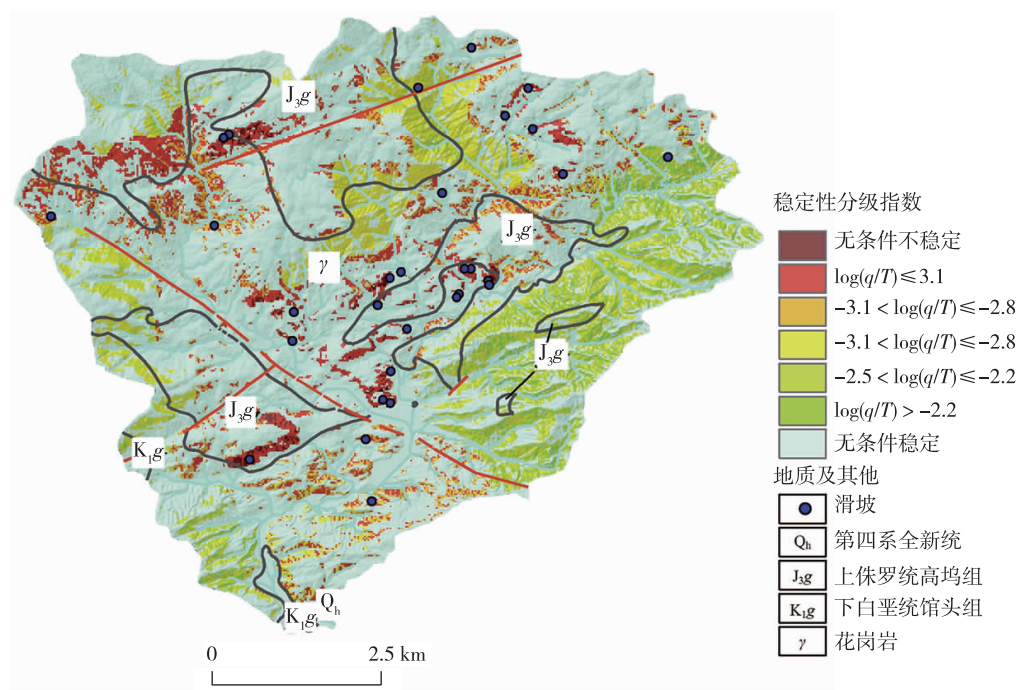 J₃g
J₃g
γ
J₃g
J₃g
K₁g
Qₕ
K₁g
0 2.5 km
稳定性分级指数
无条件不稳定
log(q/T)≤3.1
-3.1<log(q/T)≤-2.8
-3.1<log(q/T)≤-2.8
-2.5<log(q/T)≤-2.2
log(q/T)>-2.2
无条件稳定
地质及其他
滑坡
Qₕ 第四系全新统
J₃g 上侏罗统高坞组
K₁g 下白垩统馆头组
γ 花岗岩